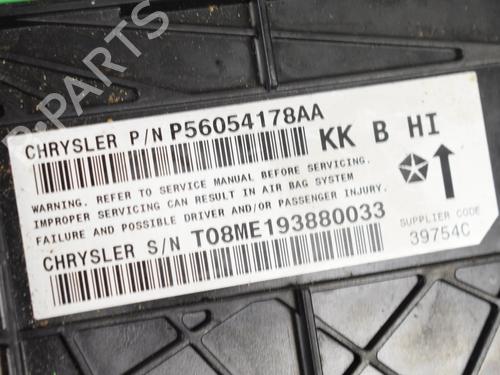 B-PARTS
CHRYSLER P/N P56054178AA
KK B HI
WARNING. REFER TO SERVICE MANUAL BEFORE SERVICING.
IMPROPER SERVICING CAN RESULT IN AIR BAG SYSTEM
FAILURE AND POSSIBLE DRIVER AND/OR PASSENGER INJURY.
CHRYSLER S/N T08ME193880033
SUPPLIER CODE
39754C